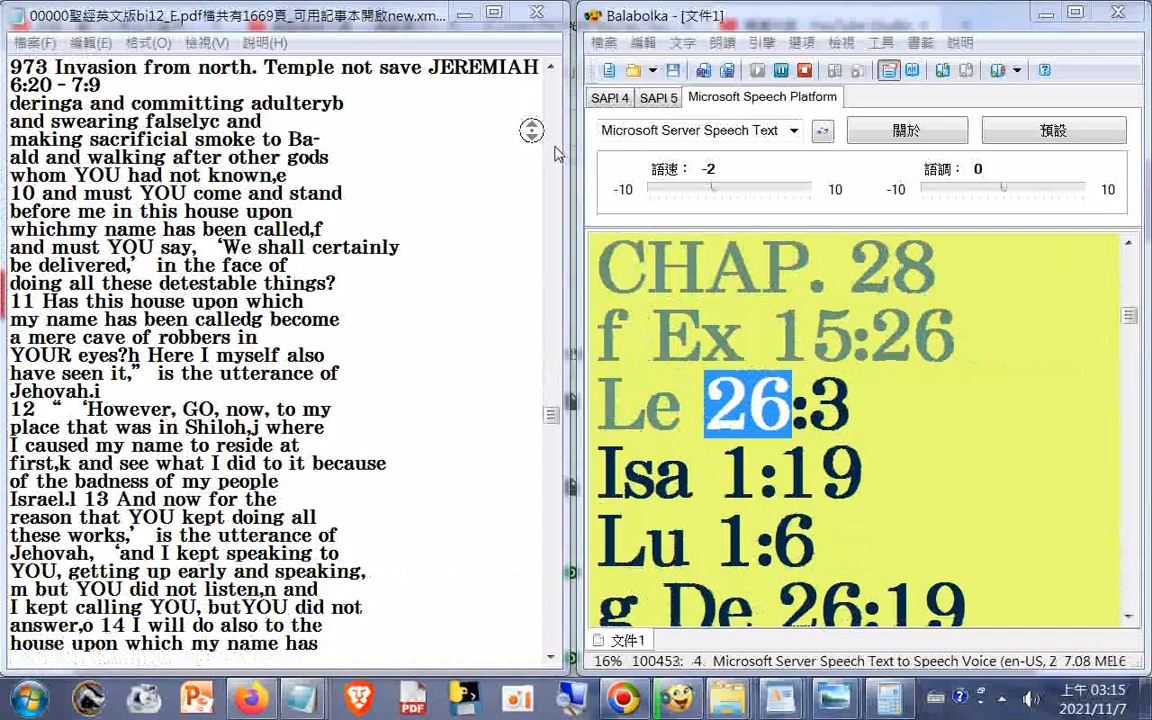 00000聖經英文版bi12_E.pdf檔共有1669頁_可用記事本開啟new.xm...
檔案(F) 編輯(E) 格式(O) 檢視(V) 說明(H)
973 Invasion from north. Temple not save JEREMIAH
6:20 - 7:9
deringa and committing adulteryb
and swearing falselyc and
making sacrificial smoke to Ba-
ald and walking after other gods
whom YOU had not known,e
10 and must YOU come and stand
before me in this house upon
whichmy name has been called,f
and must YOU say, ‘We shall certainly
be delivered,’ in the face of
doing all these detestable things?
11 Has this house upon which
my name has been calledg become
a mere cave of robbers in
YOUR eyes?h Here I myself also
have seen it,” is the utterance of
Jehovah.i
12 “ ‘However, GO, now, to my
place that was in Shiloh,j where
I caused my name to reside at
first,k and see what I did to it because
of the badness of my people
Israel.l 13 And now for the
reason that YOU kept doing all
these works,’ is the utterance of
Jehovah, ‘and I kept speaking to
YOU, getting up early and speaking,
m but YOU did not listen,n and
I kept calling YOU, butYOU did not
answer,o 14 I will do also to the
house upon which my name has
Balabolka - [文件1]
檔案 編輯 文字 朗讀 引擎 選項 檢視 工具 書籤 說明
SAPI 4 SAPI 5 Microsoft Speech Platform
Microsoft Server Speech Text 關於 預設
語速： -2 語調： 0
-10 10 -10 10
CHAP. 28
f Ex 15:26
Le 26:3
Isa 1:19
Lu 1:6
g De 26:19
文件1
16% 100453: 4 Microsoft Server Speech Text to Speech Voice (en-US, Z 7.08 ME
上午 03:15
2021/11/7